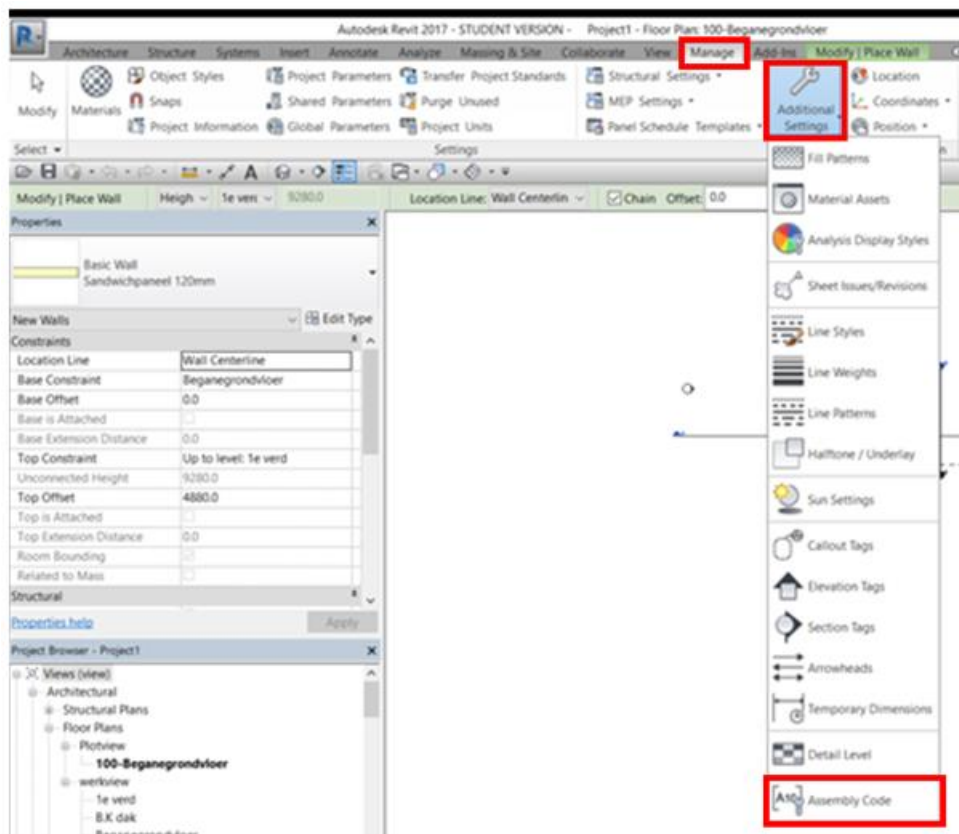 Autodesk Revit 2017 - STUDENT VERSION - Project1 - Floor Plan: 100-Beganegrondvloer
Architecture Structure Systems Insert Annotate Analyze Massing & Site Collaborate View Manage Add-Ins Modify | Place Wall
Modify
Materials
Object Styles
Snaps
Project Information
Project Parameters
Shared Parameters
Global Parameters
Transfer Project Standards
Purge Unused
Project Units
Structural Settings
MEP Settings
Panel Schedule Templates
Additional
Settings
Location
Coordinates
Position
Select
Settings
Modify | Place Wall Heigh 1e verc 9280.0 Location Line: Wall Centerlin Chain Offset: 0.0
Properties
Basic Wall
Sandwichpaneel 120mm
New Walls Edit Type
Constraints
Location Line Wall Centerline
Base Constraint Beganegrondvloer
Base Offset 0.0
Base is Attached
Base Extension Distance 0.0
Top Constraint Up to level: 1e verd
Unconnected Height 9280.0
Top Offset 4880.0
Top is Attached
Top Extension Distance 0.0
Room Bounding
Related to Mass
Structural
Properties help Apply
Project Browser - Project1
Views (view)
Architectural
Structural Plans
Floor Plans
Plotview
100-Beganegrondvloer
werkview
1e verd
B.K dak
Fill Patterns
Material Assets
Analysis Display Styles
Sheet Issues/Revisions
Line Styles
Line Weights
Line Patterns
Halftone / Underlay
Sun Settings
Callout Tags
Elevation Tags
Section Tags
Arrowheads
Temporary Dimensions
Detail Level
Assembly Code